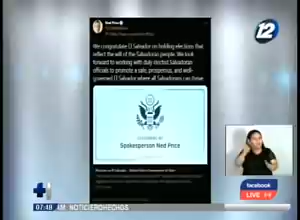 Ned Price
12
We congratulate El Salvador on holding elections that
reflect the will of the Salvadoran people. We look
forward to working with duly elected Salvadoran
officials to promote a safe, prosperous, and well-
governed El Salvador where all Salvadorans can thrive
Spokesperson Ned Price
facebook
LIVE
07:48 AM NOTICIEROHECHOS